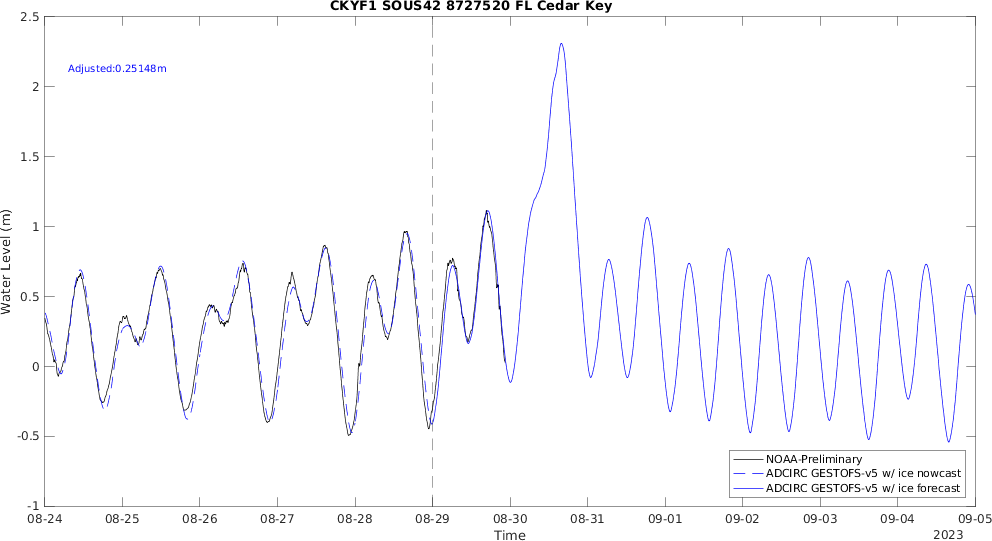 CKYF1 SOUS42 8727520 FL Cedar Key
Adjusted:0.25148m
Water Level (m)
2.5
2
1.5
1
0.5
0
-0.5
-1
NOAA-Preliminary
ADCIRC GESTOFS-v5 w/ ice nowcast
ADCIRC GESTOFS-v5 w/ ice forecast
08-24 08-25 08-26 08-27 08-28 08-29 08-30 08-31 09-01 09-02 09-03 09-04 09-05
Time
2023